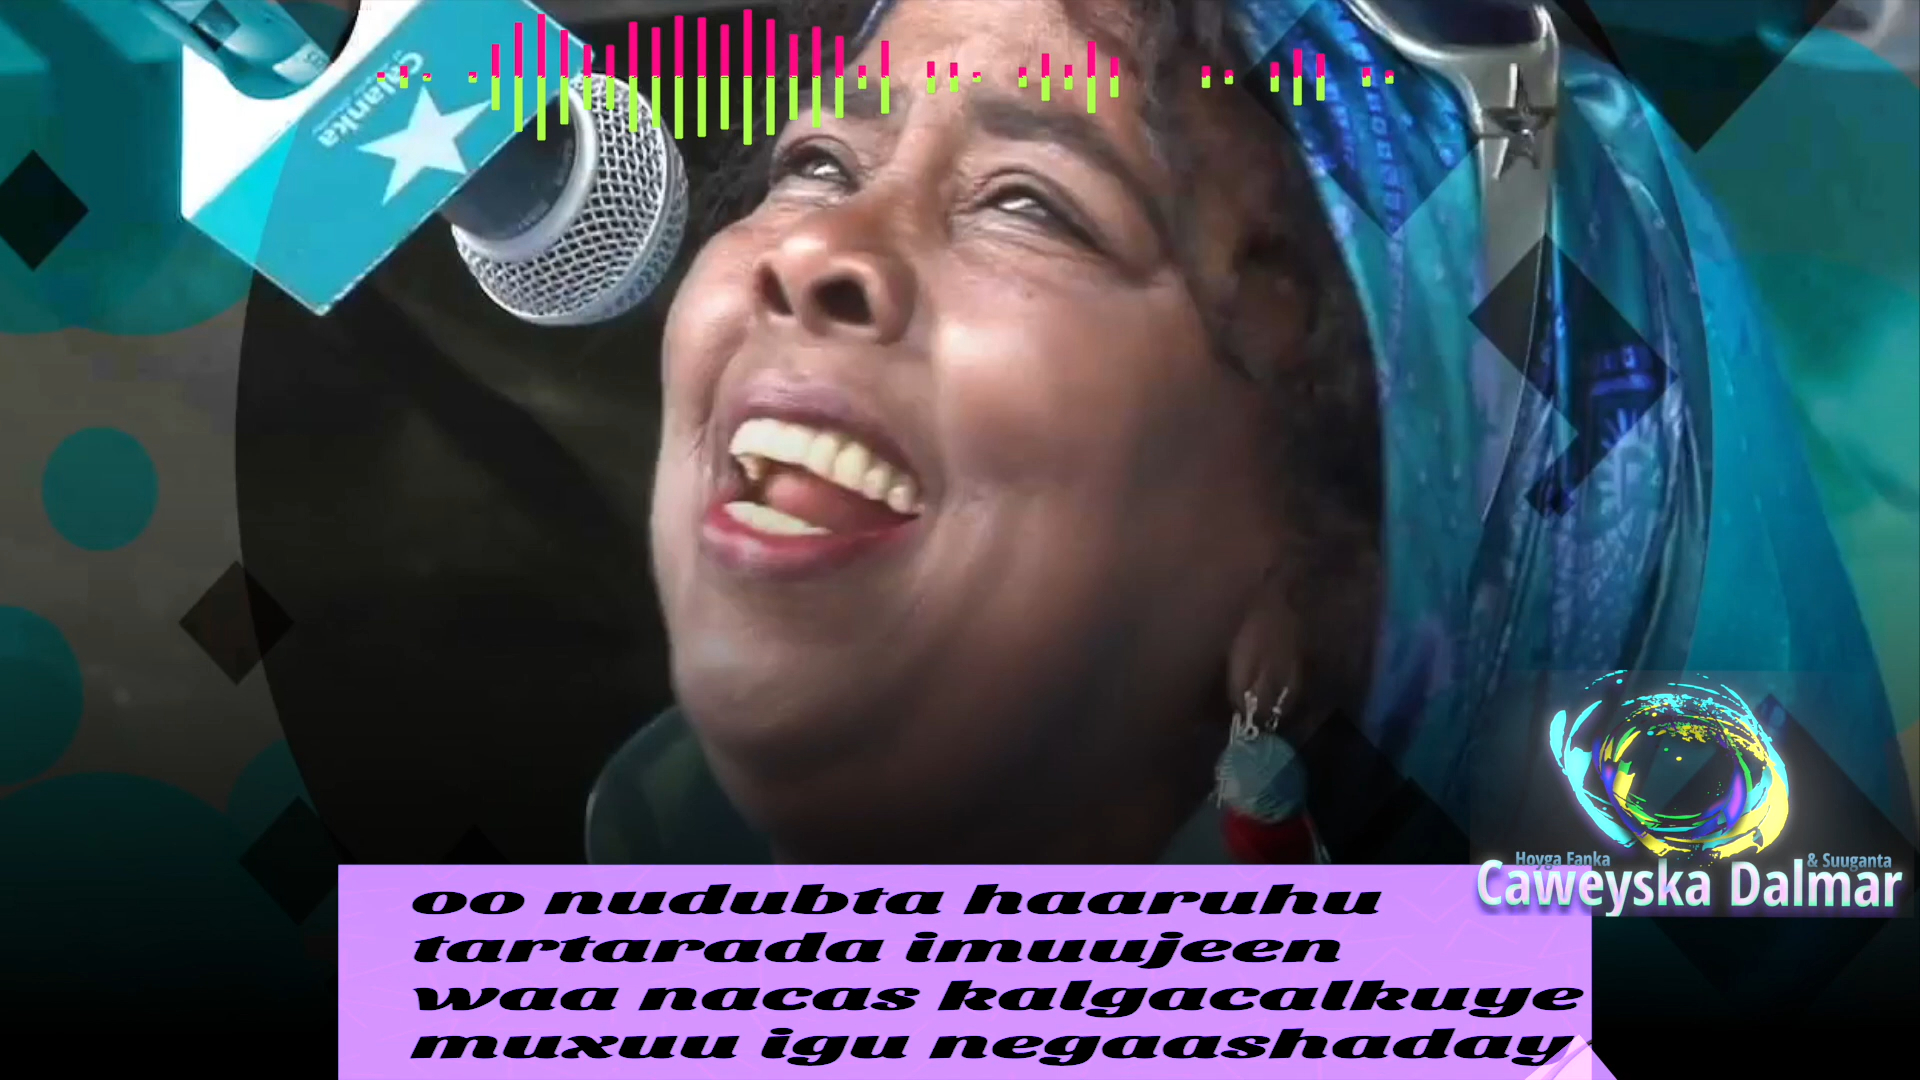 Hoyga Fanka & Suuganta
Caweyska Dalmar
oo nudubta haaruhu
tartarada imuujeen
waa nacas kalgacalkuye
muxuu igu negaashaday